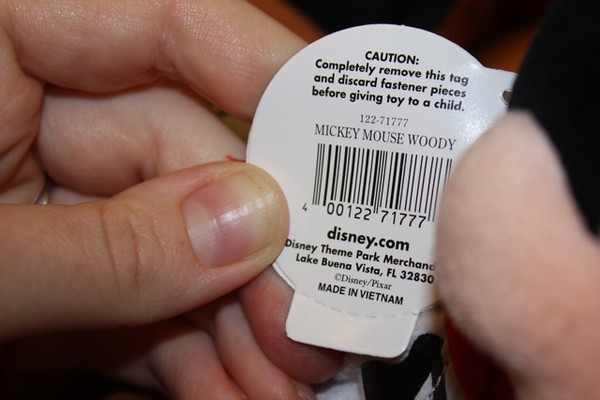 CAUTION:
Completely remove this tag
and discard fastener pieces
before giving toy to a child.
122-71777
MICKEY MOUSE WOODY
4 00122 71777
disney.com
Disney Theme Park Merchand
Lake Buena Vista, FL 32830
©Disney/Pixar
MADE IN VIETNAM